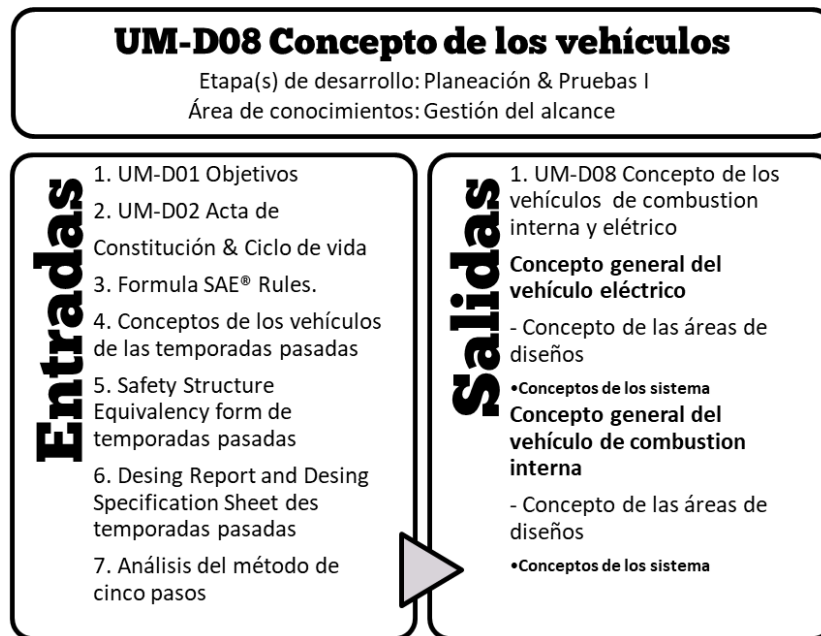 UM-D08 Concepto de los vehículos
Etapa(s) de desarrollo: Planeación & Pruebas I
Área de conocimientos: Gestión del alcance
Entradas
1. UM-D01 Objetivos
2. UM-D02 Acta de
Constitución & Ciclo de vida
3. Formula SAE® Rules.
4. Conceptos de los vehículos
de las temporadas pasadas
5. Safety Structure
Equivalency form de
temporadas pasadas
6. Desing Report and Desing
Specification Sheet des
temporadas pasadas
7. Análisis del método de
cinco pasos
Salidas
1. UM-D08 Concepto de los
vehículos de combustion
interna y elétrico
Concepto general del
vehículo eléctrico
- Concepto de las áreas de
diseños
•Conceptos de los sistema
Concepto general del
vehículo de combustion
interna
- Concepto de las áreas de
diseños
•Conceptos de los sistema